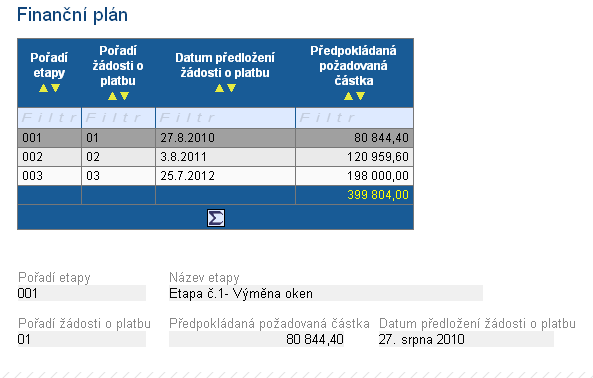 Finanční plán
Pořadí etapy Pořadí žádosti o platbu Datum předložení žádosti o platbu Předpokládaná požadovaná částka
Filtr Filtr Filtr Filtr
001 01 27.8.2010 80 844,40
002 02 3.8.2011 120 959,60
003 03 25.7.2012 198 000,00
399 804,00
Σ
Pořadí etapy Název etapy
001 Etapa č.1- Výměna oken
Pořadí žádosti o platbu Předpokládaná požadovaná částka Datum předložení žádosti o platbu
01 80 844,40 27. srpna 2010